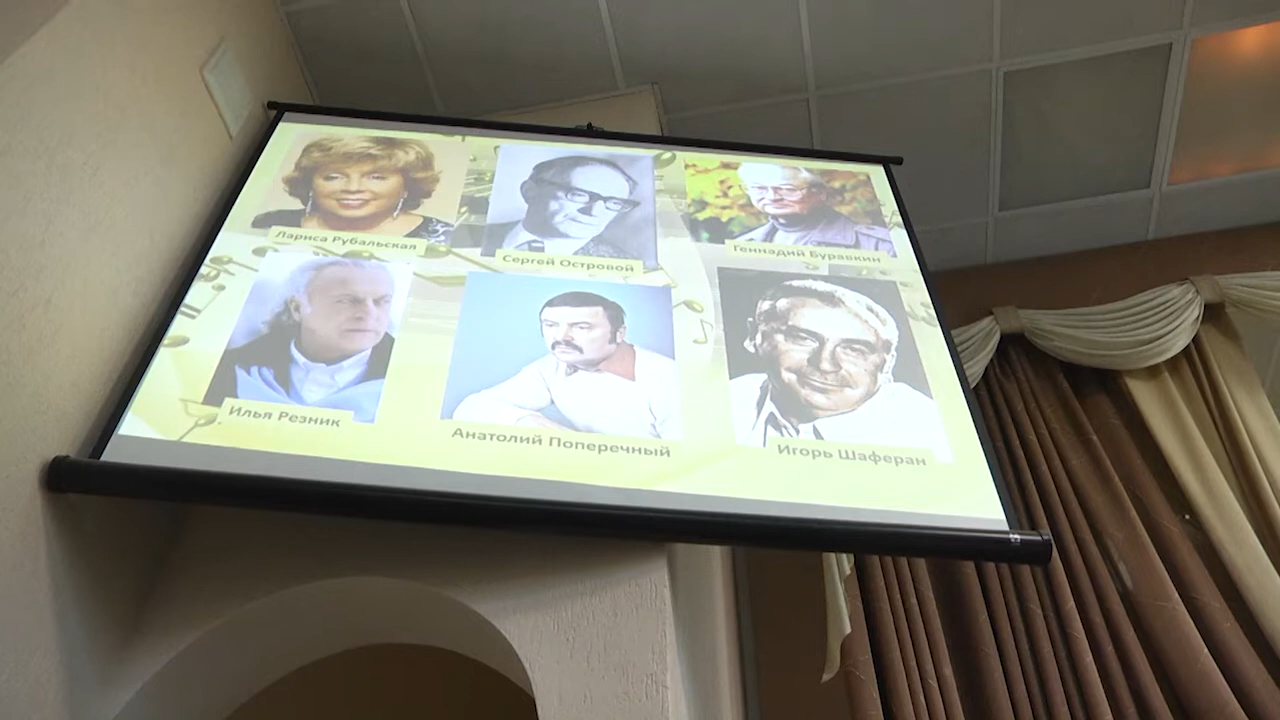 Лариса Рубальская
Сергей Островой
Геннадий Буравкин
Илья Резник
Анатолий Поперечный
Игорь Шаферан